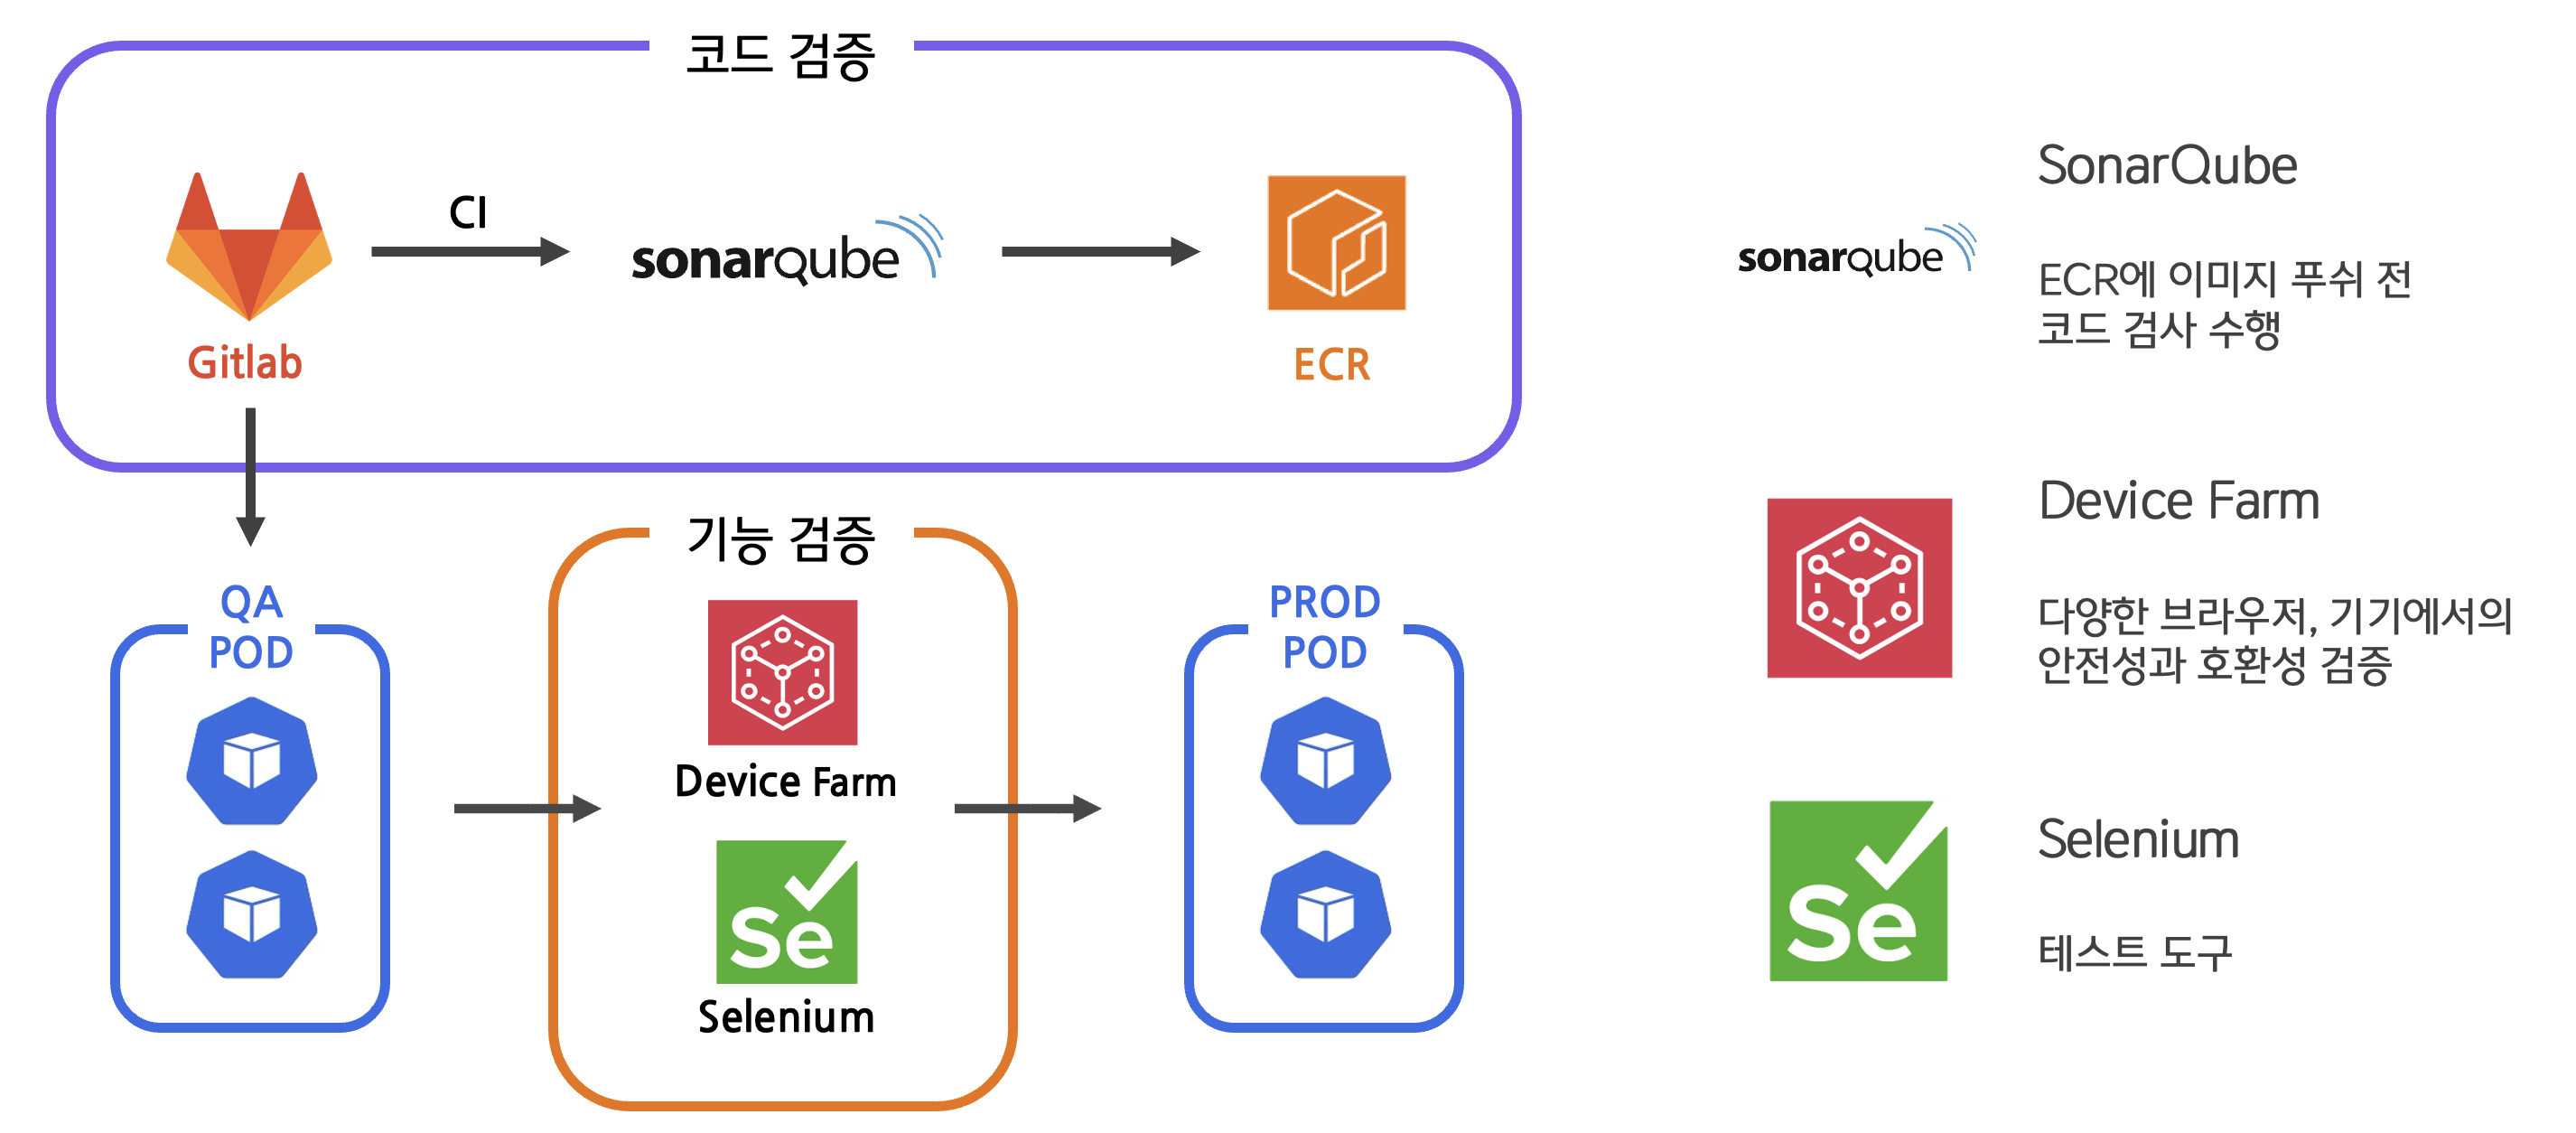 코드 검증
CI
sonarqube
Gitlab
ECR
기능 검증
QA
POD
Device Farm
Se
Selenium
PROD
POD
sonarqube
SonarQube
ECR에 이미지 푸쉬 전
코드 검사 수행
Device Farm
다양한 브라우저, 기기에서의
안전성과 호환성 검증
Se
Selenium
테스트 도구